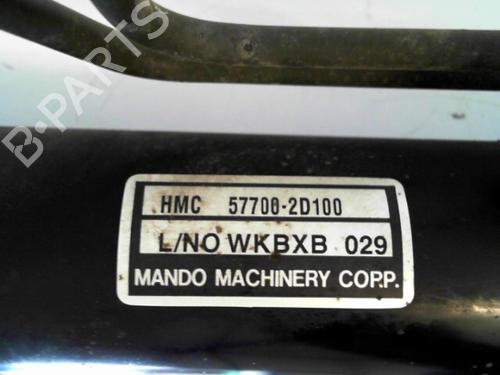 B-PARTS
HMC 57700-2D100
L/NO WKBXB 029
MANDO MACHINERY CORP.